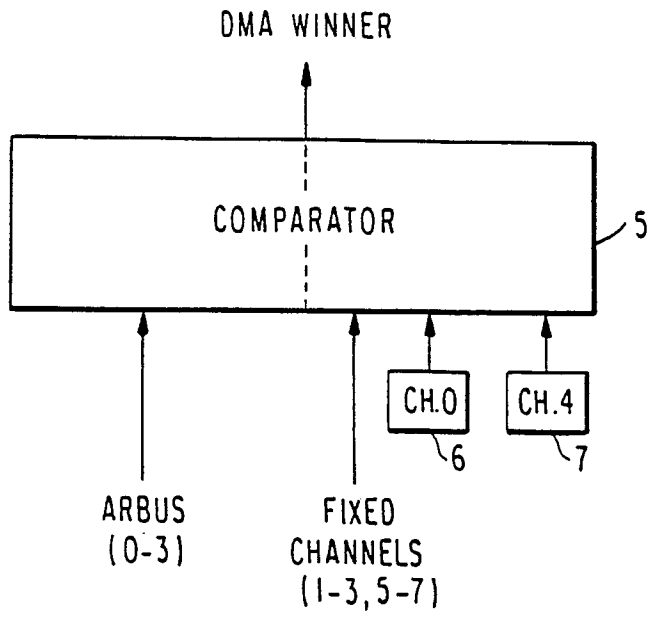 DMA WINNER
COMPARATOR
5
CH.0
CH.4
6
7
ARBUS
(0-3)
FIXED
CHANNELS
(1-3, 5-7)